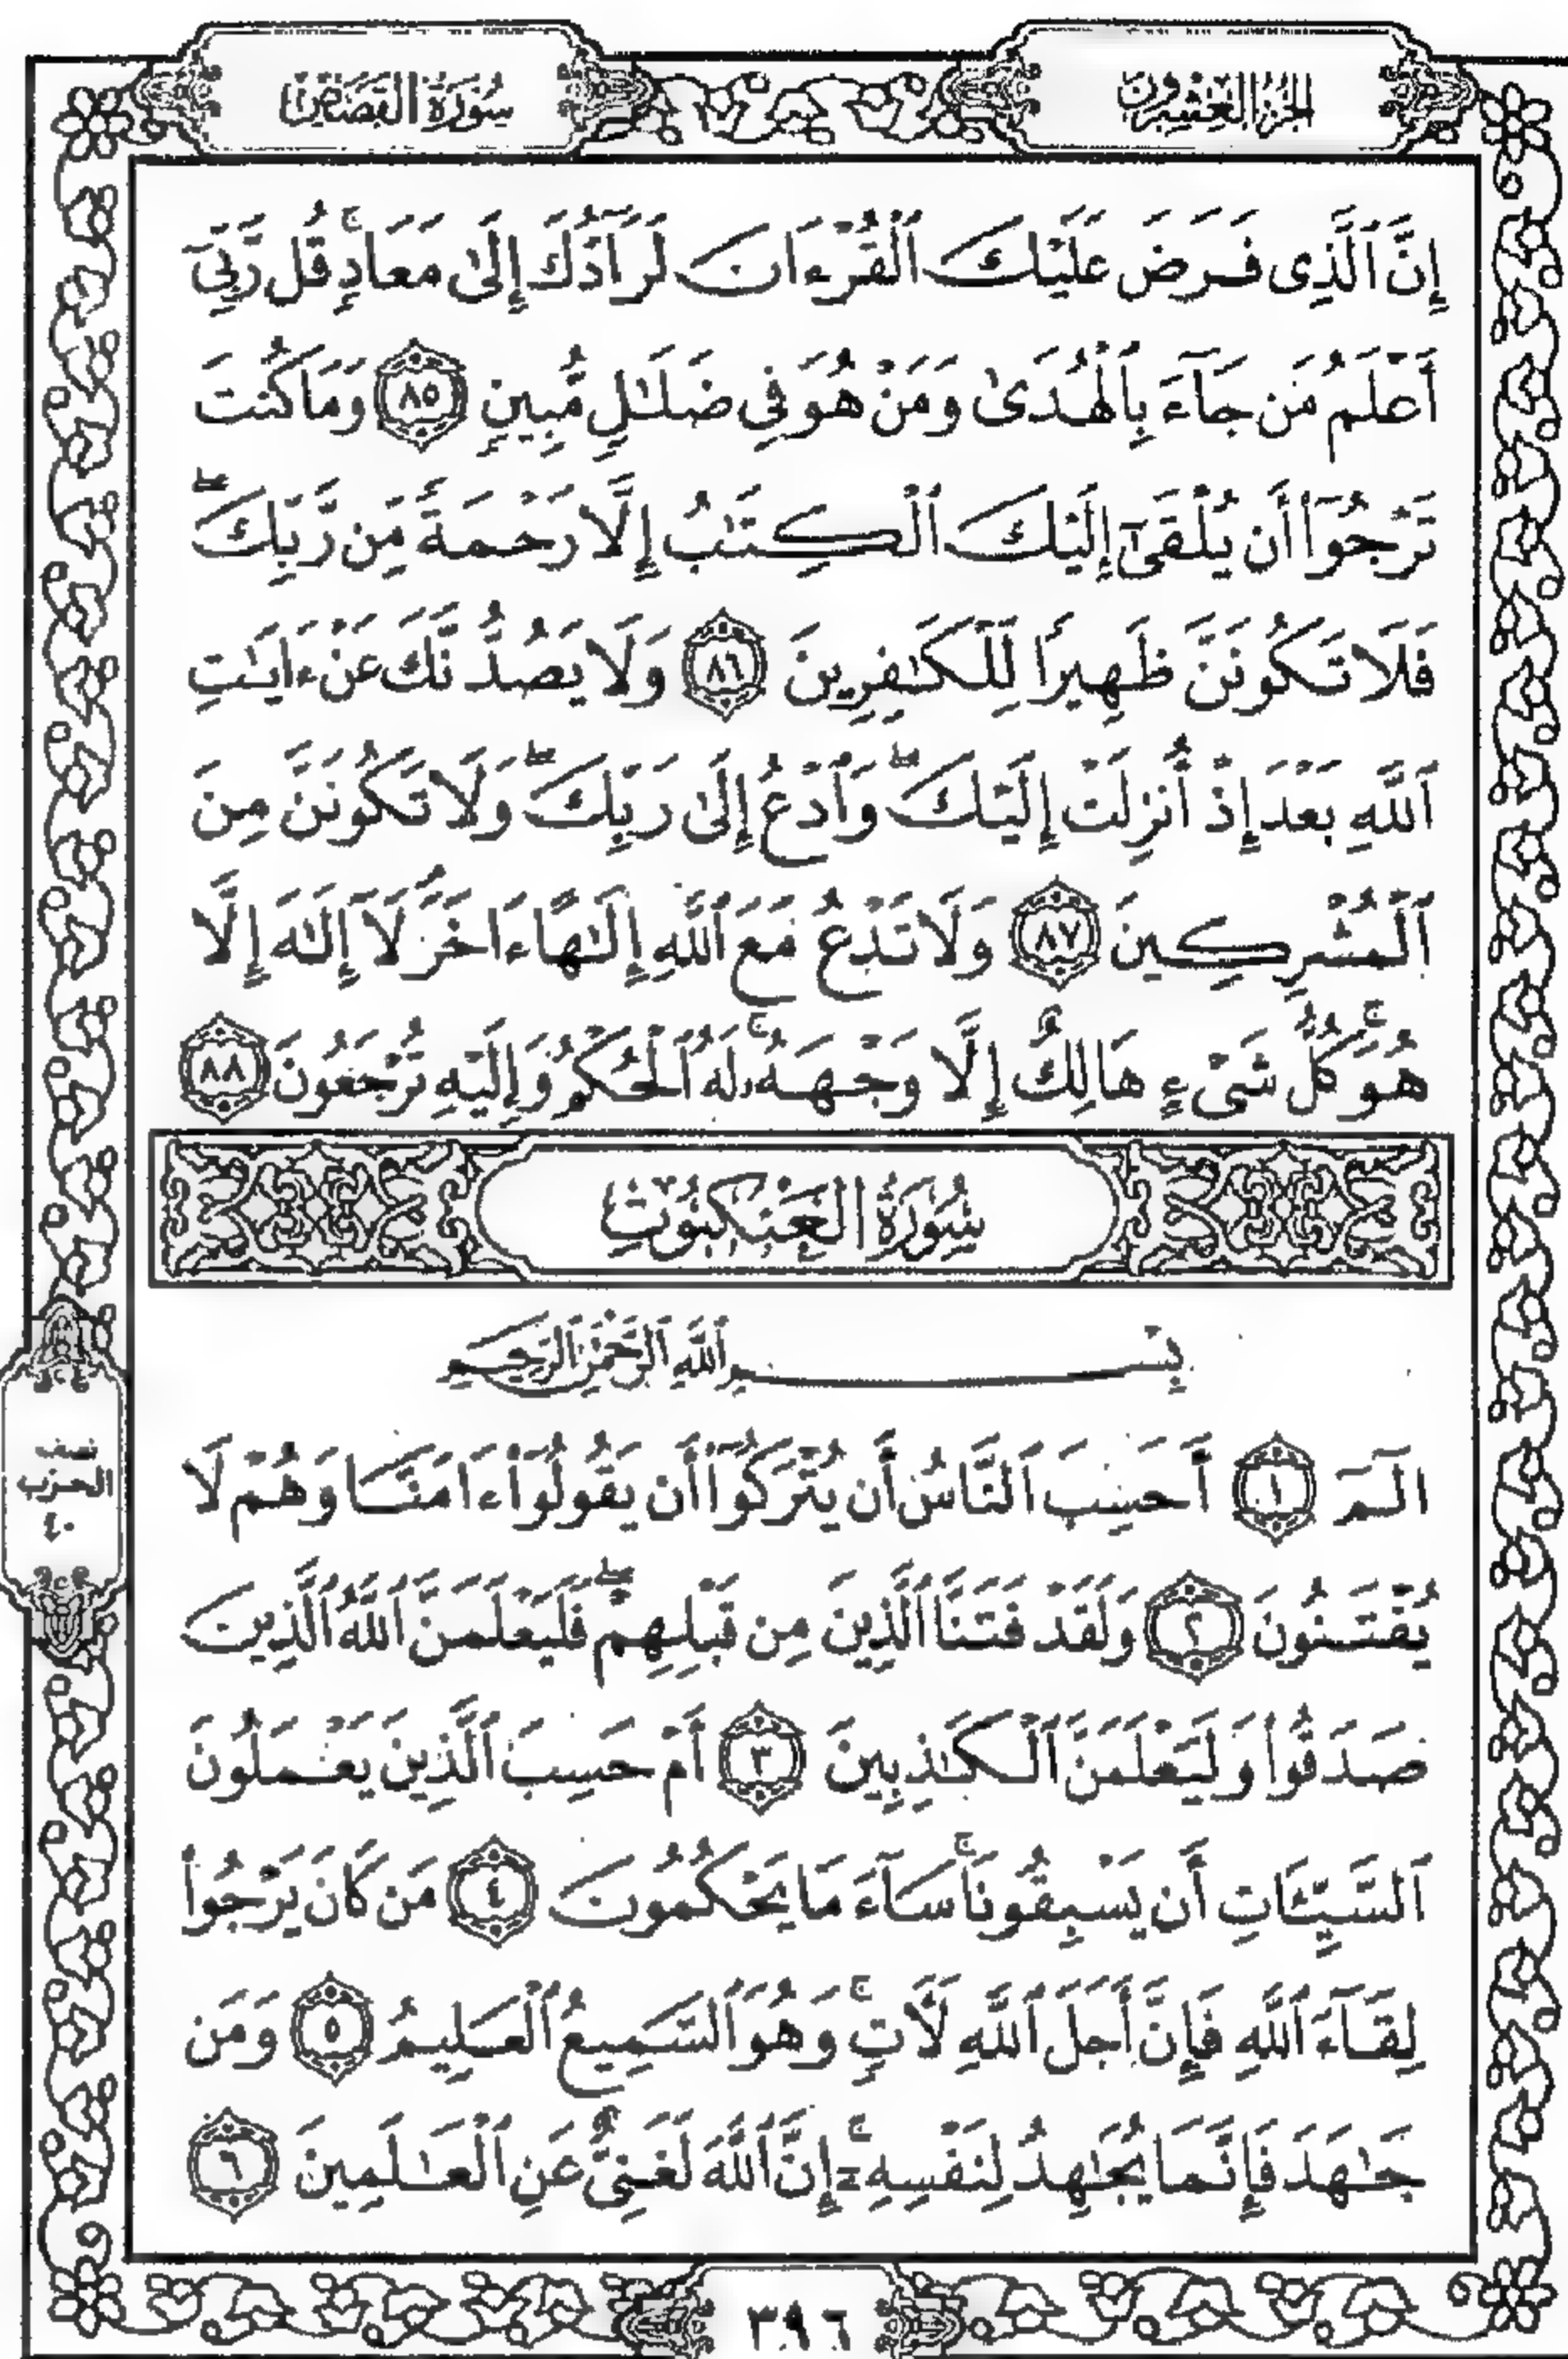 الجزء العشرون
سورة القصص
إِنَّ ٱلَّذِى فَرَضَ عَلَيْكَ ٱلْقُرْءَانَ لَرَآدُّكَ إِلَىٰ مَعَادٍۚ قُل رَّبِّىٓ
أَعْلَمُ مَن جَآءَ بِٱلْهُدَىٰ وَمَنْ هُوَ فِى ضَلَٰلٍ مُّبِينٍ ٨٥ وَمَا كُنتَ
تَرْجُوٓا۟ أَن يُلْقَىٰٓ إِلَيْكَ ٱلْكِتَٰبُ إِلَّا رَحْمَةً مِّن رَّبِّكَۖ
فَلَا تَكُونَنَّ ظَهِيرًا لِّلْكَٰفِرِينَ ٨٦ وَلَا يَصُدُّنَّكَ عَنْ ءَايَٰتِ
ٱللَّهِ بَعْدَ إِذْ أُنزِلَتْ إِلَيْكَۖ وَٱدْعُ إِلَىٰ رَبِّكَۖ وَلَا تَكُونَنَّ مِنَ
ٱلْمُشْرِكِينَ ٨٧ وَلَا تَدْعُ مَعَ ٱللَّهِ إِلَٰهًا ءَاخَرَۘ لَآ إِلَٰهَ إِلَّا
هُوَۚ كُلُّ شَىْءٍ هَالِكٌ إِلَّا وَجْهَهُۥۚ لَهُ ٱلْحُكْمُ وَإِلَيْهِ تُرْجَعُونَ ٨٨
سُورَةُ العَنكَبُوتِ
بِسْمِ ٱللَّهِ ٱلرَّحْمَٰنِ ٱلرَّحِيمِ
الٓمٓ ١ أَحَسِبَ ٱلنَّاسُ أَن يُتْرَكُوٓا۟ أَن يَقُولُوٓا۟ ءَامَنَّا وَهُمْ لَا
يُفْتَنُونَ ٢ وَلَقَدْ فَتَنَّا ٱلَّذِينَ مِن قَبْلِهِمْۖ فَلَيَعْلَمَنَّ ٱللَّهُ ٱلَّذِينَ
صَدَقُوا۟ وَلَيَعْلَمَنَّ ٱلْكَٰذِبِينَ ٣ أَمْ حَسِبَ ٱلَّذِينَ يَعْمَلُونَ
ٱلسَّيِّـَٔاتِ أَن يَسْبِقُونَاۚ سَآءَ مَا يَحْكُمُونَ ٤ مَن كَانَ يَرْجُوا۟
لِقَآءَ ٱللَّهِ فَإِنَّ أَجَلَ ٱللَّهِ لَـَٔاتٍۚ وَهُوَ ٱلسَّمِيعُ ٱلْعَلِيمُ ٥ وَمَن
جَٰهَدَ فَإِنَّمَا يُجَٰهِدُ لِنَفْسِهِۦٓۚ إِنَّ ٱللَّهَ لَغَنِىٌّ عَنِ ٱلْعَٰلَمِينَ ٦
نصف
الحزب
٤٠
٣٩٦